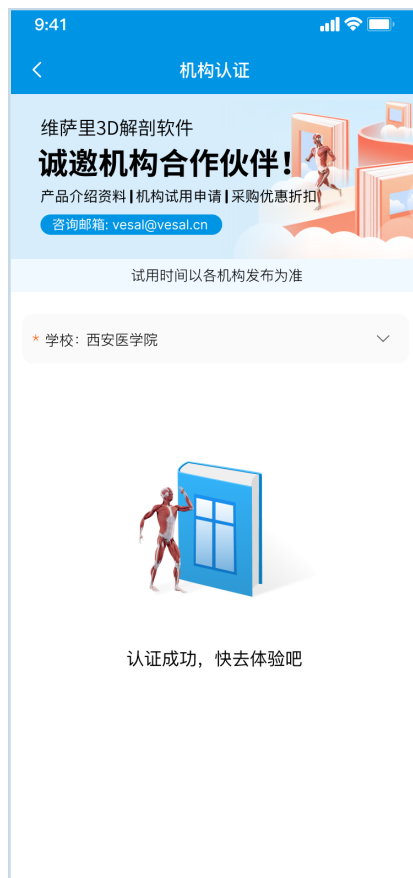 9:41
机构认证
维萨里3D解剖软件
诚邀机构合作伙伴!
产品介绍资料|机构试用申请|采购优惠折扣
咨询邮箱: vesal@vesal.cn
试用时间以各机构发布为准
* 学校：西安医学院
认证成功，快去体验吧